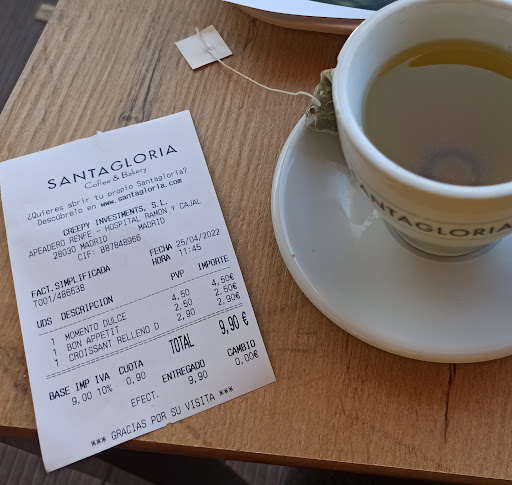 SANTAGLORIA
Coffee & Bakery
¿Quieres abrir tu propio Santagloria?
Descúbrelo en www.santagloria.com
CREEPY INVESTMENTS, S.L.
APEADERO RENFE - HOSPITAL RAMON Y CAJAL
28030 MADRID MADRID
CIF: B87848966
FACT.SIMPLIFICADA FECHA 25/04/2022
T001/486638 HORA 11:45
UDS DESCRIPCION PVP IMPORTE
1 MOMENTO DULCE 4,50 4,50€
1 BON APPETIT 2,50 2,50€
1 CROISSANT RELLENO D 2,90 2,90€
TOTAL 9,90 €
BASE IMP IVA CUOTA ENTREGADO CAMBIO
9,00 10% 0,90
EFECT. 9,90 0,00€
*** GRACIAS POR SU VISITA ***
SANTAGLORIA